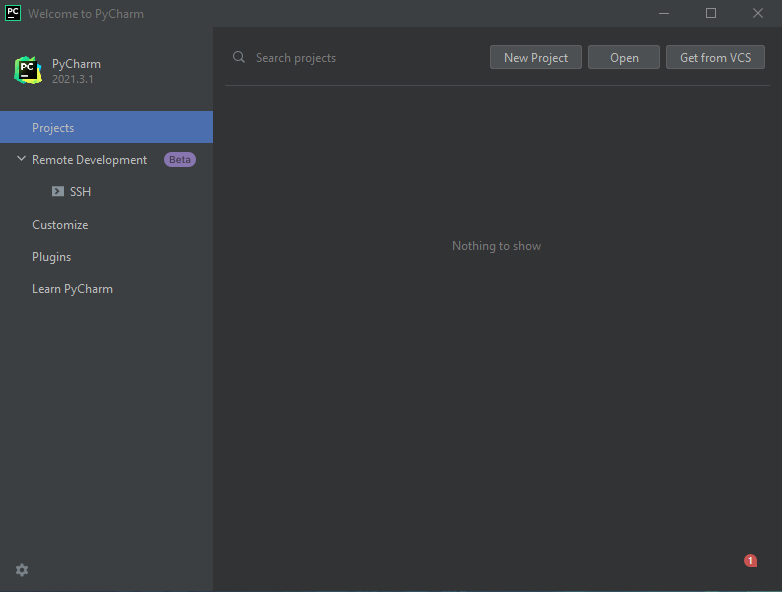 PC Welcome to PyCharm
PC PyCharm
2021.3.1
Search projects
New Project
Open
Get from VCS
Projects
Remote Development Beta
SSH
Customize
Plugins
Learn PyCharm
Nothing to show
1